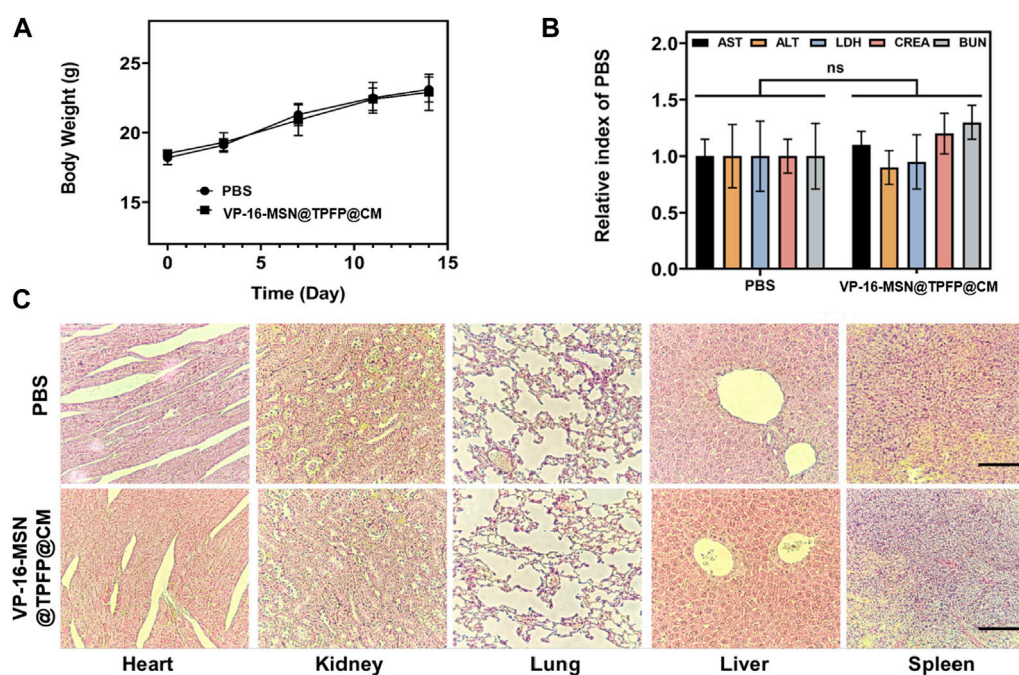 A
Body Weight (g)
25
20
15
0
5
10
15
Time (Day)
PBS
VP-16-MSN@TPFP@CM
B
Relative index of PBS
2.0
1.5
1.0
0.5
0.0
AST ALT LDH CREA BUN
ns
PBS
VP-16-MSN@TPFP@CM
C
PBS
VP-16-MSN
@TPFP@CM
Heart Kidney Lung Liver Spleen